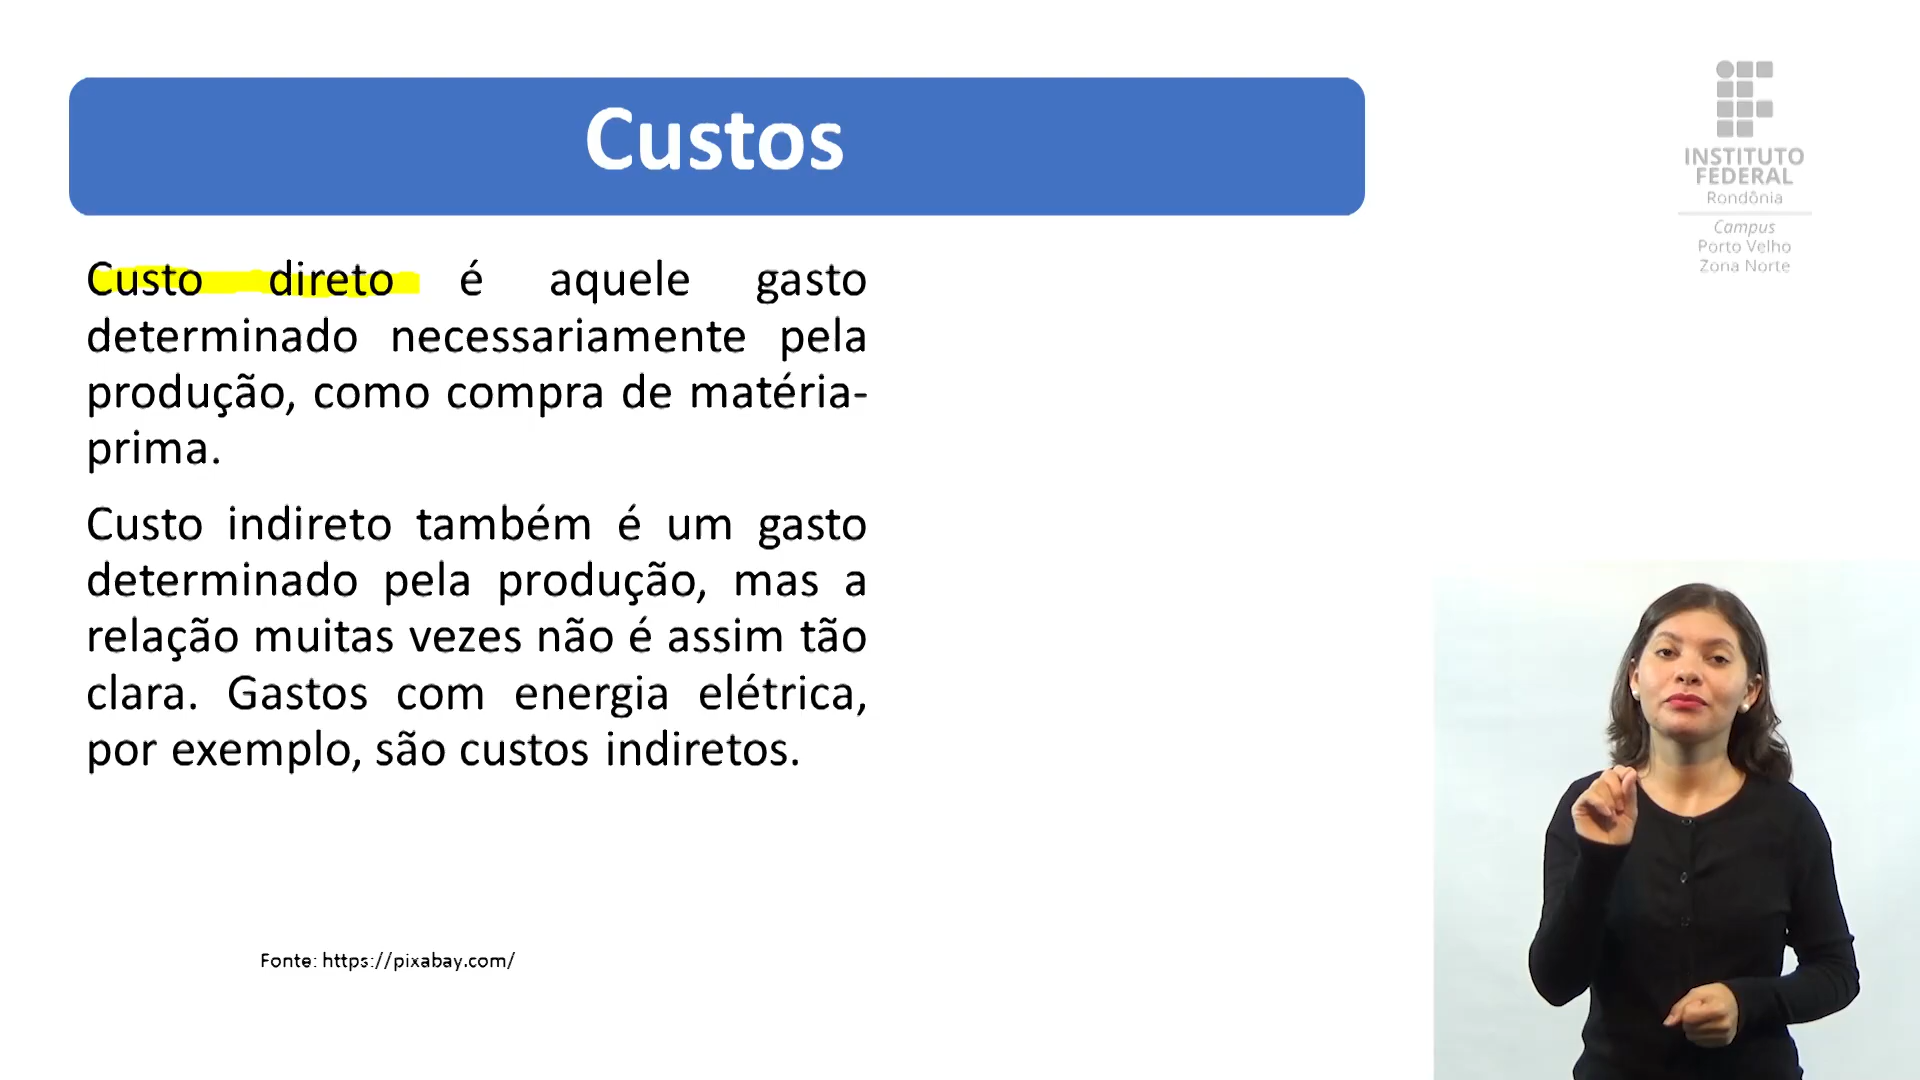 Custos
INSTITUTO
FEDERAL
Rondônia
Campus
Porto Velho
Zona Norte
Custo direto é aquele gasto
determinado necessariamente pela
produção, como compra de matéria-
prima.
Custo indireto também é um gasto
determinado pela produção, mas a
relação muitas vezes não é assim tão
clara. Gastos com energia elétrica,
por exemplo, são custos indiretos.
Fonte: https://pixabay.com/